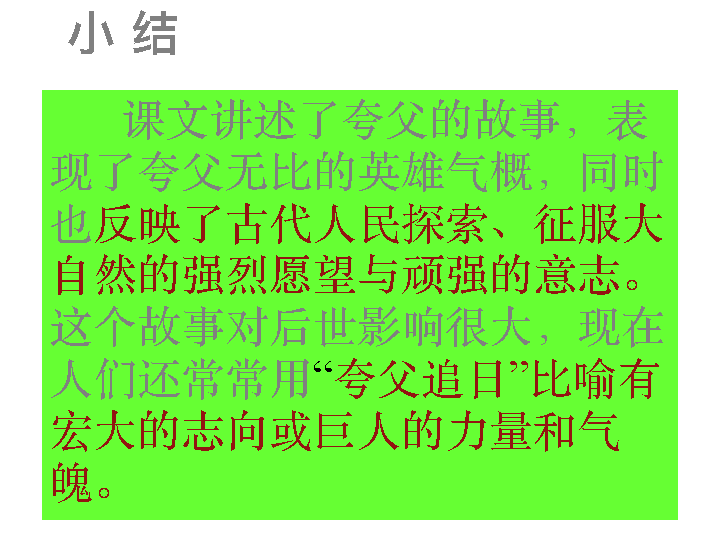 小 结
课文讲述了夸父的故事，表
现了夸父无比的英雄气概，同时
也反映了古代人民探索、征服大
自然的强烈愿望与顽强的意志。
这个故事对后世影响很大，现在
人们还常常用“夸父追日”比喻有
宏大的志向或巨人的力量和气
魄。